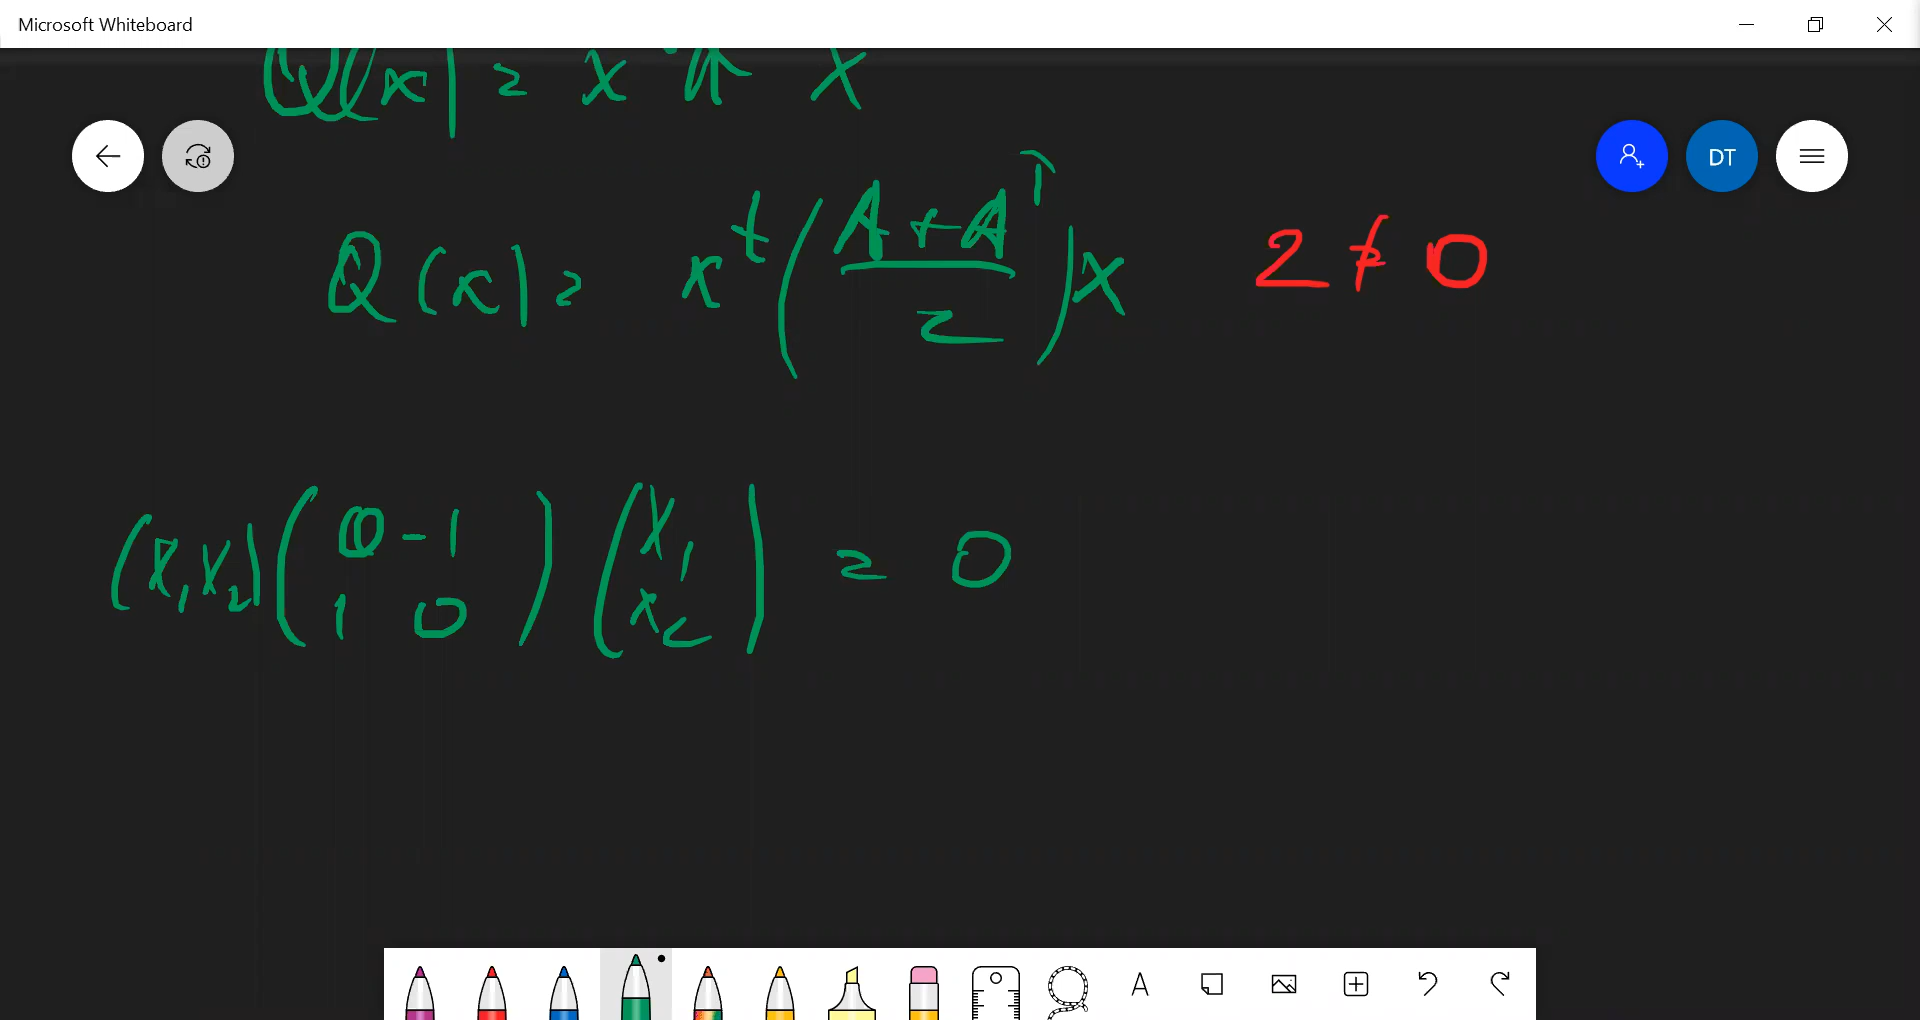 Microsoft Whiteboard
Q(x) = x^t A x
DT
Q(x) = x^t ((A + A^T)/2) x 2 ≠ 0
(x₁ x₂) (0 -1
1 0) (x₁
x₂) = 0
A